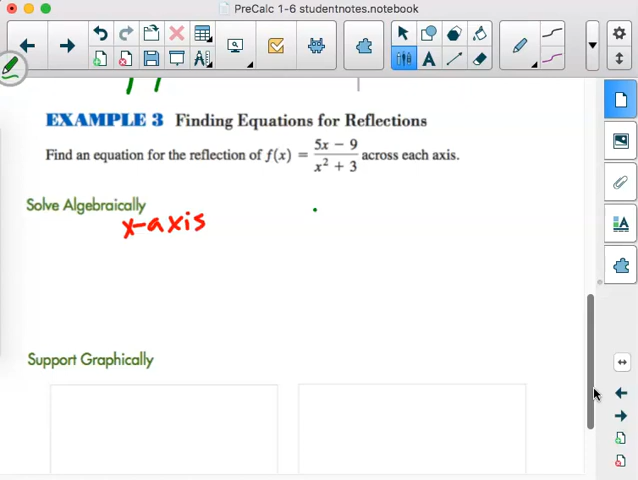 PreCalc 1-6 studentnotes.notebook
EXAMPLE 3 Finding Equations for Reflections
Find an equation for the reflection of f(x) = (5x − 9)/(x² + 3) across each axis.
Solve Algebraically
x-axis
Support Graphically